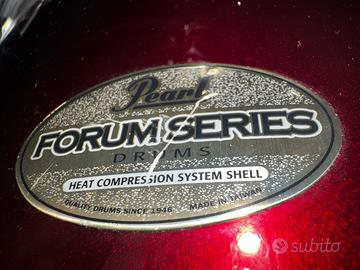 Pearl
FORUM SERIES
DRUMS
HEAT COMPRESSION SYSTEM SHELL
QUALITY DRUMS SINCE 1946 MADE IN TAIWAN
subito